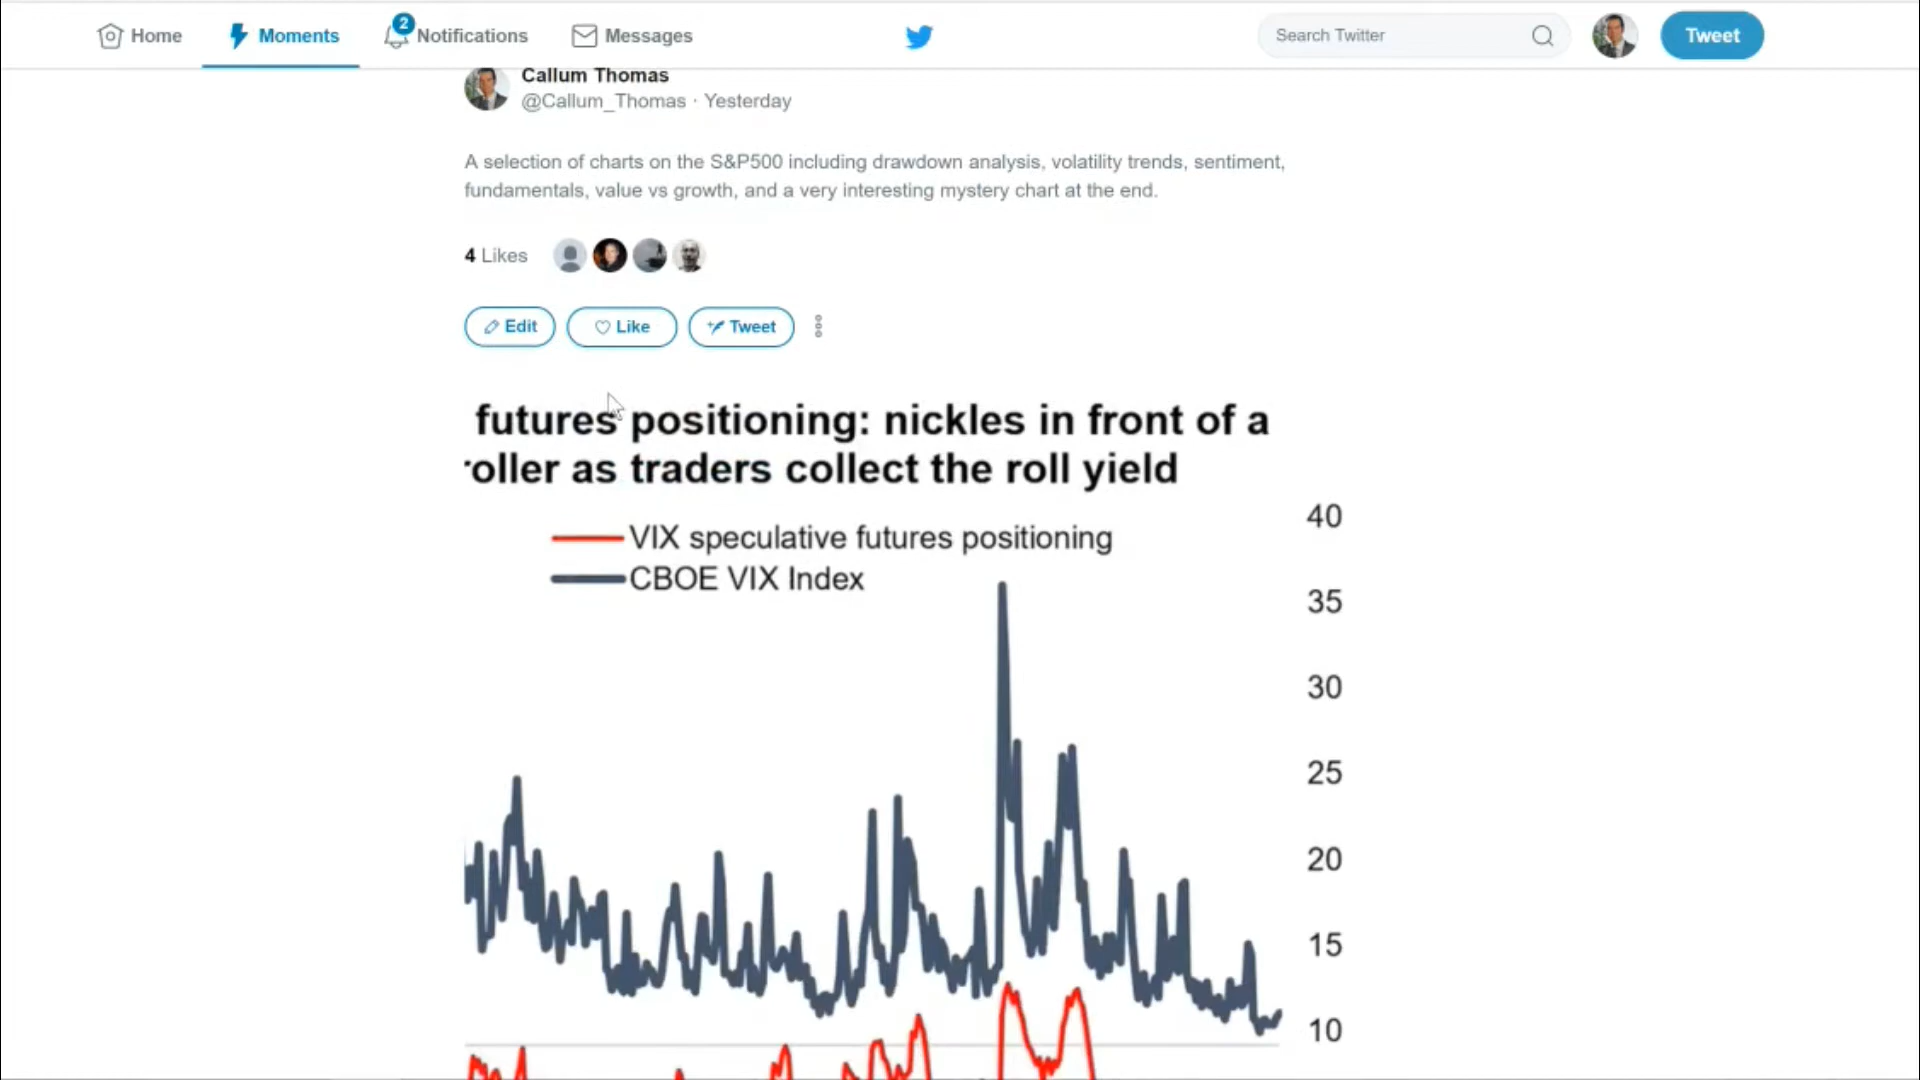 Home
Moments
2
Notifications
Messages
Search Twitter
Tweet
Callum Thomas
@Callum_Thomas · Yesterday
A selection of charts on the S&P500 including drawdown analysis, volatility trends, sentiment,
fundamentals, value vs growth, and a very interesting mystery chart at the end.
4 Likes
Edit
Like
Tweet
futures positioning: nickles in front of a
roller as traders collect the roll yield
VIX speculative futures positioning
CBOE VIX Index
40
35
30
25
20
15
10